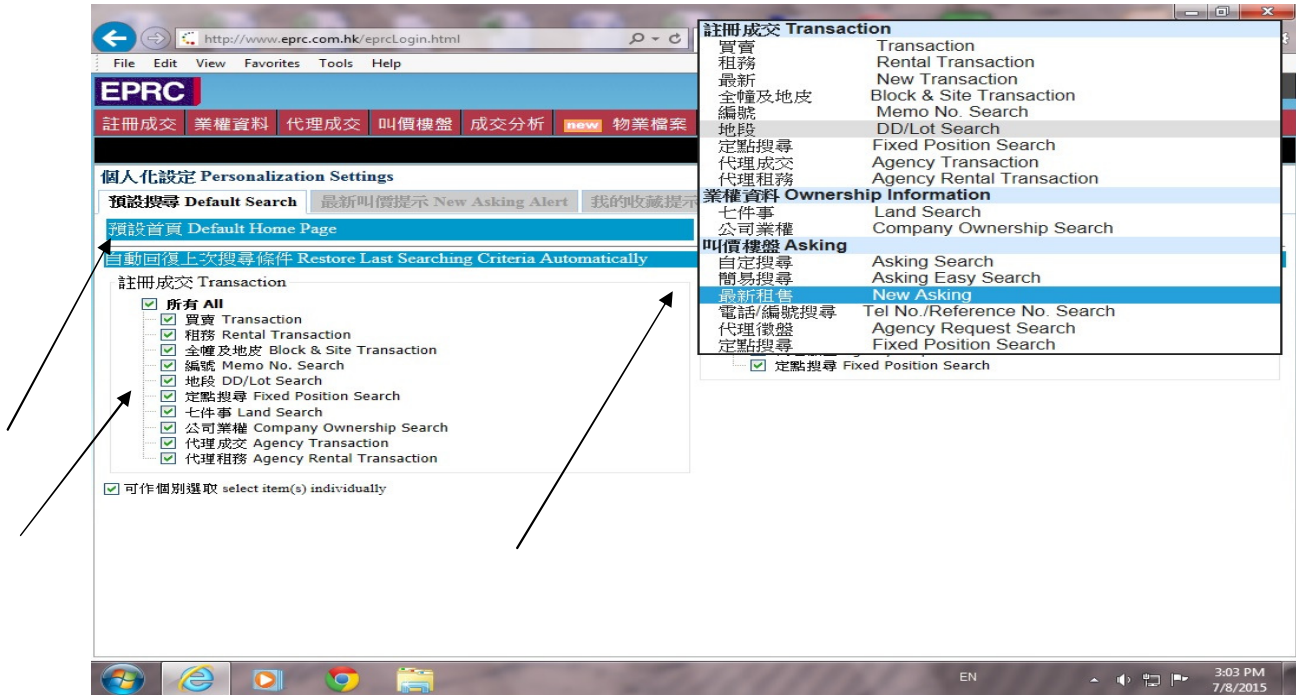 http://www.eprc.com.hk/eprcLogin.html
File Edit View Favorites Tools Help
EPRC
註冊成交 業權資料 代理成交 叫價樓盤 成交分析 new 物業檔案
個人化設定 Personalization Settings
預設搜尋 Default Search 最新叫價提示 New Asking Alert 我的收藏提示
預設首頁 Default Home Page
自動回復上次搜尋條件 Restore Last Searching Criteria Automatically
註冊成交 Transaction
所有 All
買賣 Transaction
租務 Rental Transaction
全幢及地皮 Block & Site Transaction
編號 Memo No. Search
地段 DD/Lot Search
定點搜尋 Fixed Position Search
七件事 Land Search
公司業權 Company Ownership Search
代理成交 Agency Transaction
代理租務 Agency Rental Transaction
可作個別選取 select item(s) individually
註冊成交 Transaction
買賣 Transaction
租務 Rental Transaction
最新 New Transaction
全幢及地皮 Block & Site Transaction
編號 Memo No. Search
地段 DD/Lot Search
定點搜尋 Fixed Position Search
代理成交 Agency Transaction
代理租務 Agency Rental Transaction
業權資料 Ownership Information
七件事 Land Search
公司業權 Company Ownership Search
叫價樓盤 Asking
自定搜尋 Asking Search
簡易搜尋 Asking Easy Search
最新租售 New Asking
電話/編號搜尋 Tel No./Reference No. Search
代理徵盤 Agency Request Search
定點搜尋 Fixed Position Search
定點搜尋 Fixed Position Search
EN
3:03 PM
7/8/2015